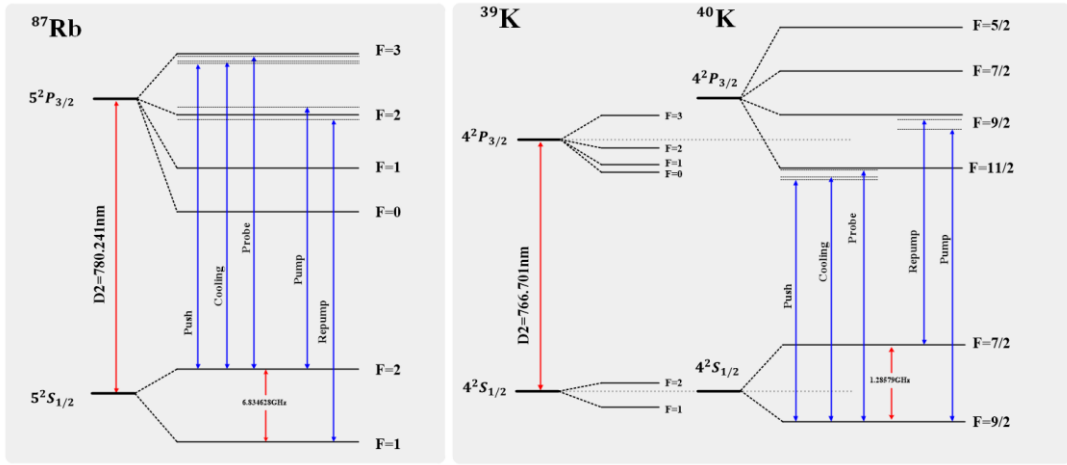 ⁸⁷Rb
5²P₃/₂
F=3
F=2
F=1
F=0
D2=780.241nm
Push
Cooling
Probe
Pump
Repump
5²S₁/₂
F=2
6.834628GHz
F=1
³⁹K
4²P₃/₂
F=3
F=2
F=1
F=0
D2=766.701nm
4²S₁/₂
F=2
F=1
⁴⁰K
4²P₃/₂
F=5/2
F=7/2
F=9/2
F=11/2
Push
Cooling
Probe
Repump
Pump
4²S₁/₂
F=7/2
1.28579GHz
F=9/2